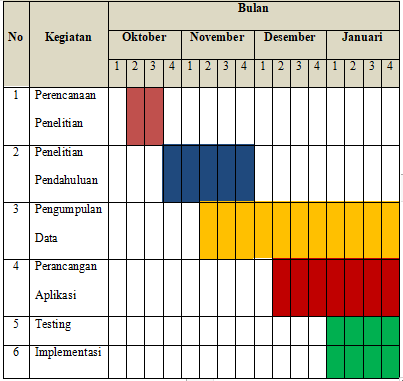 Bulan
No Kegiatan Oktober November Desember Januari
1 2 3 4 1 2 3 4 1 2 3 4 1 2 3 4
1 Perencanaan
Penelitian
2 Penelitian
Pendahuluan
3 Pengumpulan
Data
4 Perancangan
Aplikasi
5 Testing
6 Implementasi